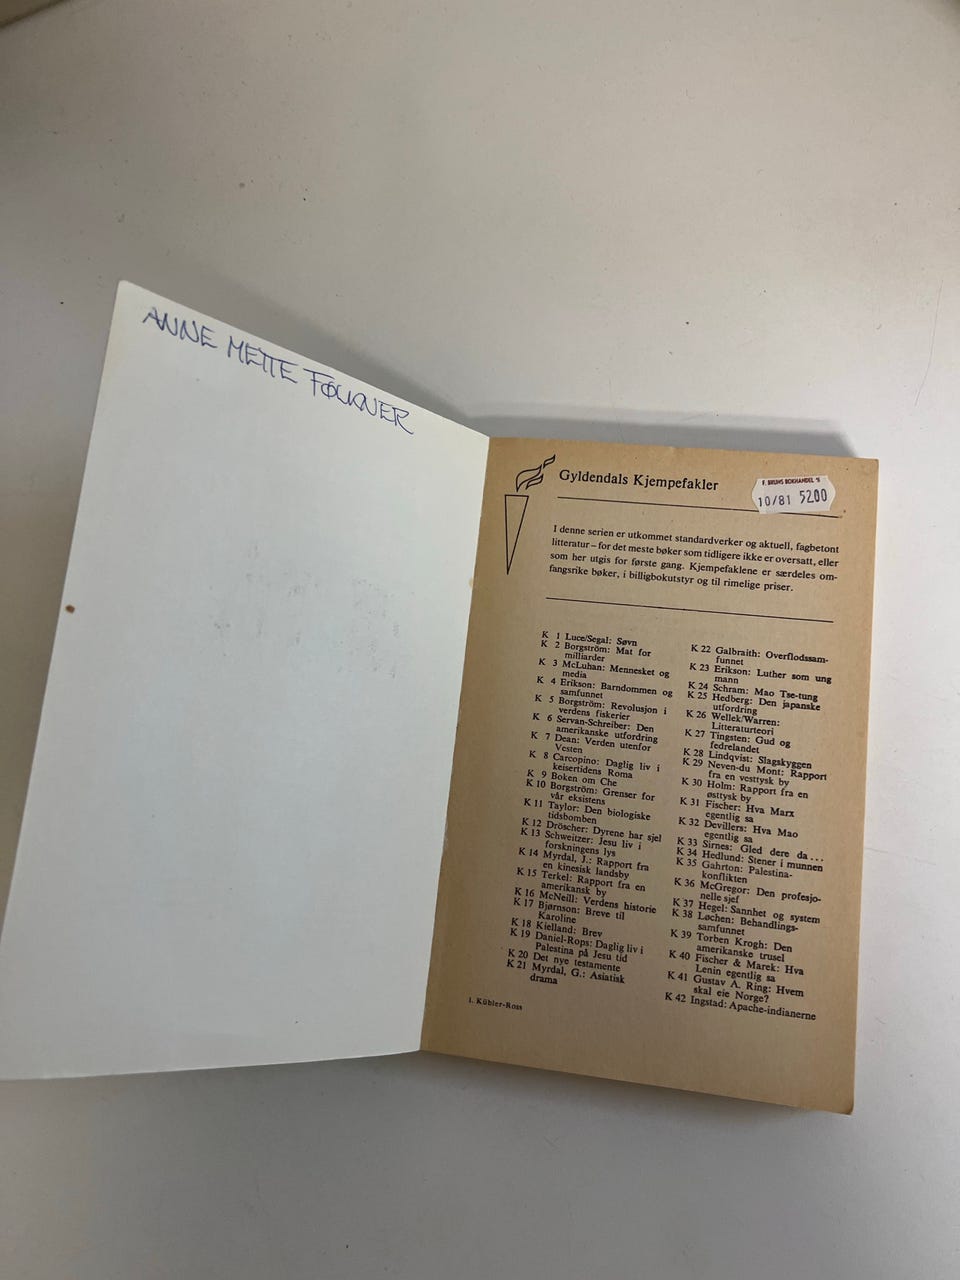 ANNE METTE FØLKNER
Gyldendals Kjempefakler
F. BRUNS BOKHANDEL
10/81 5200
I denne serien er utkommet standardverker og aktuell, fagbetont
litteratur – for det meste bøker som tidligere ikke er oversatt, eller
som her utgis for første gang. Kjempefaklene er særdeles om-
fangsrike bøker, i billigbokutstyr og til rimelige priser.
K 1 Luce/Segal: Søvn
K 2 Borgström: Mat for
milliarder
K 3 McLuhan: Mennesket og
media
K 4 Erikson: Barndommen og
samfunnet
K 5 Borgström: Revolusjon i
verdens fiskerier
K 6 Servan-Schreiber: Den
amerikanske utfordring
K 7 Dean: Verden utenfor
Vesten
K 8 Carcopino: Daglig liv i
keisertidens Roma
K 9 Boken om Che
K 10 Borgström: Grenser for
vår eksistens
K 11 Taylor: Den biologiske
tidsbomben
K 12 Dröscher: Dyrene har sjel
K 13 Schweitzer: Jesu liv i
forskningens lys
K 14 Myrdal, J.: Rapport fra
en kinesisk landsby
K 15 Terkel: Rapport fra en
amerikansk by
K 16 McNeill: Verdens historie
K 17 Bjørnson: Breve til
Karoline
K 18 Kielland: Brev
K 19 Daniel-Rops: Daglig liv i
Palestina på Jesu tid
K 20 Det nye testamente
K 21 Myrdal, G.: Asiatisk
drama
K 22 Galbraith: Overflodssam-
funnet
K 23 Erikson: Luther som ung
mann
K 24 Schram: Mao Tse-tung
K 25 Hedberg: Den japanske
utfordring
K 26 Wellek/Warren:
Litteraturteori
K 27 Tingsten: Gud og
fedrelandet
K 28 Lindqvist: Slagskyggen
K 29 Neven-du Mont: Rapport
fra en vesttysk by
K 30 Holm: Rapport fra en
østtysk by
K 31 Fischer: Hva Marx
egentlig sa
K 32 Devillers: Hva Mao
egentlig sa
K 33 Sirnes: Gled dere da . . .
K 34 Hedlund: Stener i munnen
K 35 Gahrton: Palestina-
konflikten
K 36 McGregor: Den profesjo-
nelle sjef
K 37 Hegel: Sannhet og system
K 38 Løchen: Behandlings-
samfunnet
K 39 Torben Krogh: Den
amerikanske trusel
K 40 Fischer & Marek: Hva
Lenin egentlig sa
K 41 Gustav A. Ring: Hvem
skal eie Norge?
K 42 Ingstad: Apache-indianerne
1. Kübler-Ross